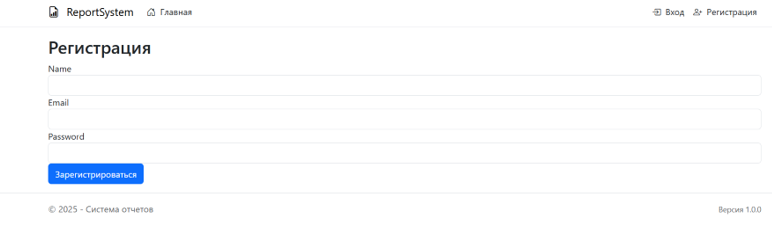 ReportSystem Главная Вход Регистрация
Регистрация
Name
Email
Password
Зарегистрироваться
© 2025 - Система отчетов Версия 1.0.0